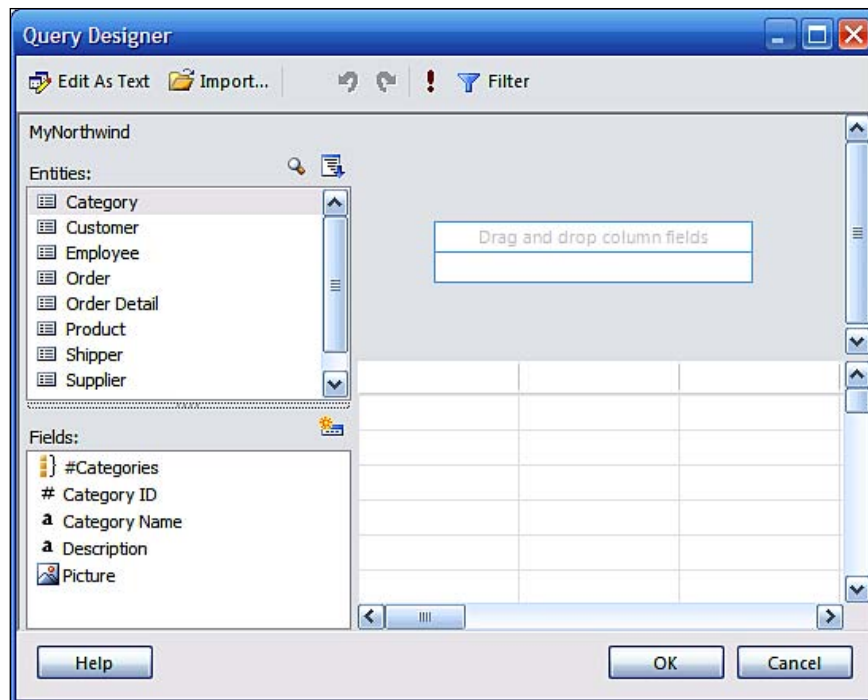 Query Designer
Edit As Text Import... Filter
MyNorthwind
Entities:
Category
Customer
Employee
Order
Order Detail
Product
Shipper
Supplier
Drag and drop column fields
Fields:
#Categories
# Category ID
a Category Name
a Description
Picture
Help OK Cancel